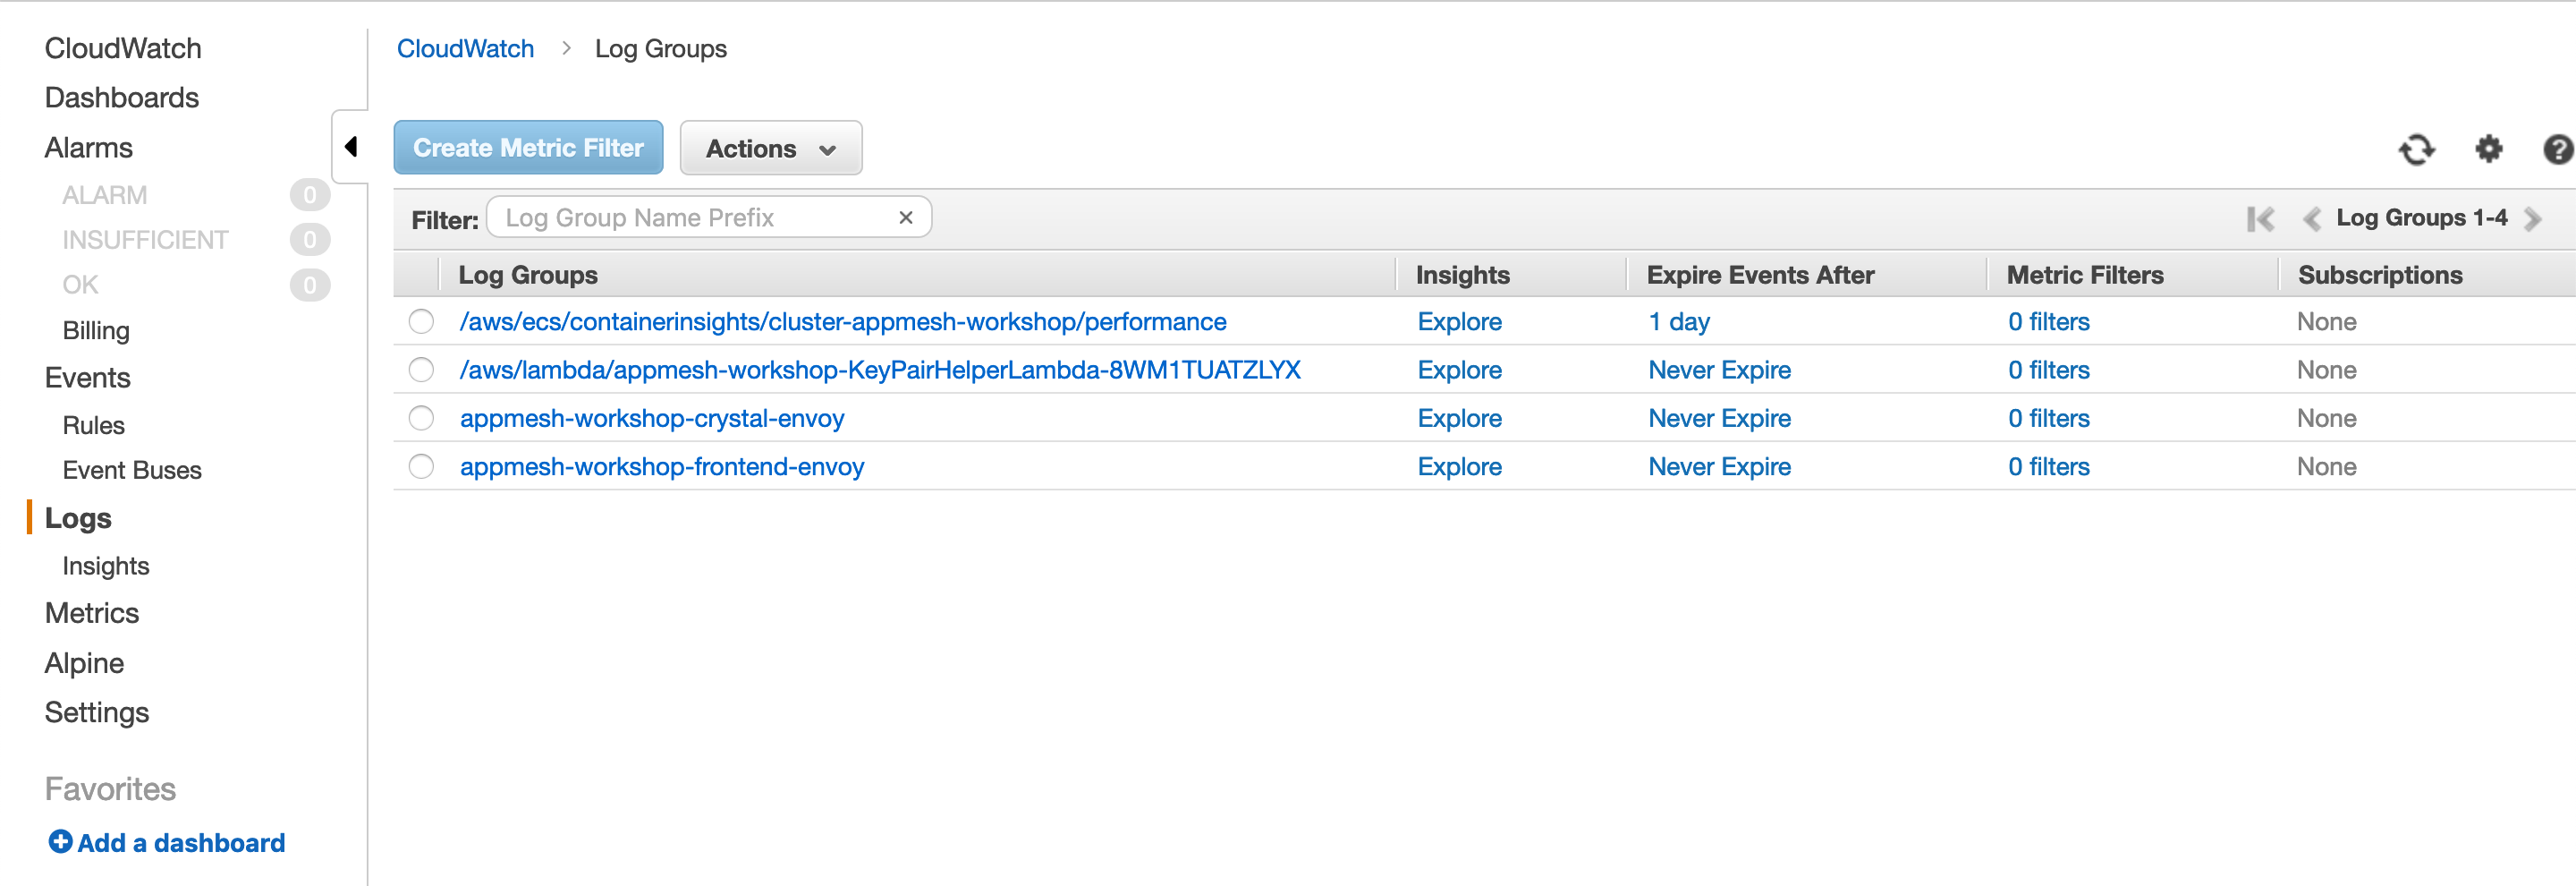 CloudWatch
Dashboards
Alarms
ALARM 0
INSUFFICIENT 0
OK 0
Billing
Events
Rules
Event Buses
Logs
Insights
Metrics
Alpine
Settings
Favorites
Add a dashboard
CloudWatch > Log Groups
Create Metric Filter Actions
Filter: Log Group Name Prefix × Log Groups 1-4
Log Groups Insights Expire Events After Metric Filters Subscriptions
/aws/ecs/containerinsights/cluster-appmesh-workshop/performance Explore 1 day 0 filters None
/aws/lambda/appmesh-workshop-KeyPairHelperLambda-8WM1TUATZLYX Explore Never Expire 0 filters None
appmesh-workshop-crystal-envoy Explore Never Expire 0 filters None
appmesh-workshop-frontend-envoy Explore Never Expire 0 filters None